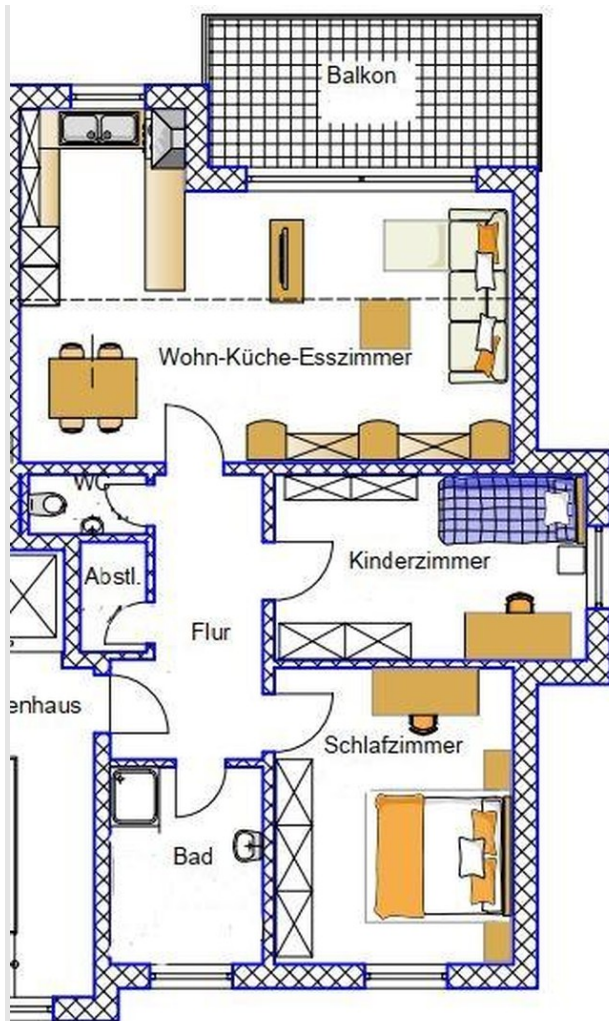 Balkon
Wohn-Küche-Esszimmer
WC
Kinderzimmer
Abstl.
Flur
enhaus
Schlafzimmer
Bad